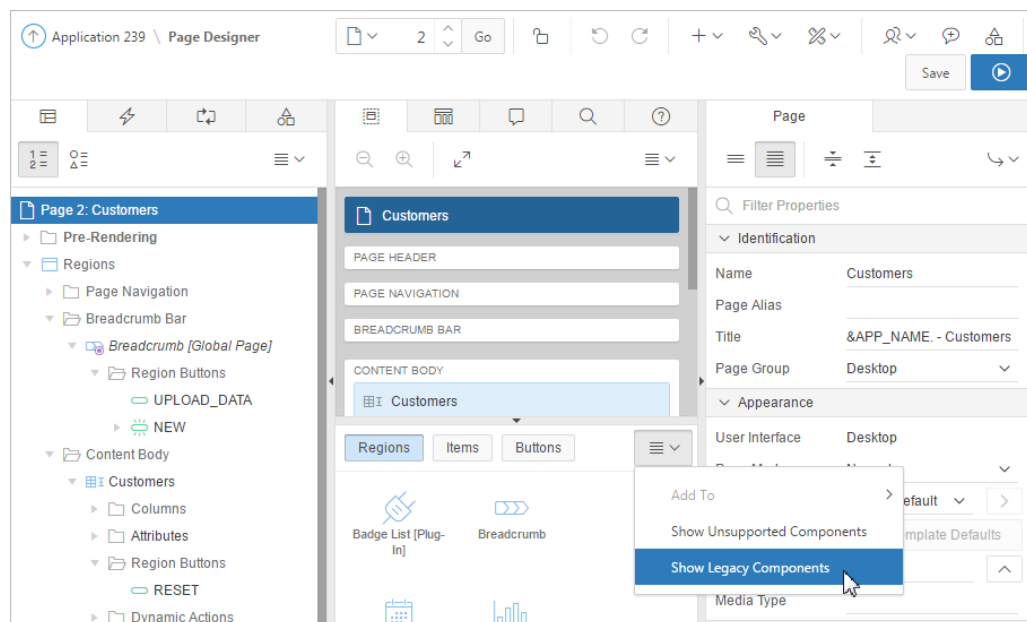 Application 239 \ Page Designer
2
Go
Save
Page 2: Customers
Pre-Rendering
Regions
Page Navigation
Breadcrumb Bar
Breadcrumb [Global Page]
Region Buttons
UPLOAD_DATA
NEW
Content Body
Customers
Columns
Attributes
Region Buttons
RESET
Dynamic Actions
Customers
PAGE HEADER
PAGE NAVIGATION
BREADCRUMB BAR
CONTENT BODY
Customers
Regions
Items
Buttons
Badge List [Plug-
In]
Breadcrumb
Add To
Show Unsupported Components
Show Legacy Components
Page
Filter Properties
Identification
Name
Customers
Page Alias
Title
&APP_NAME. - Customers
Page Group
Desktop
Appearance
User Interface
Desktop
efault
mplate Defaults
Media Type